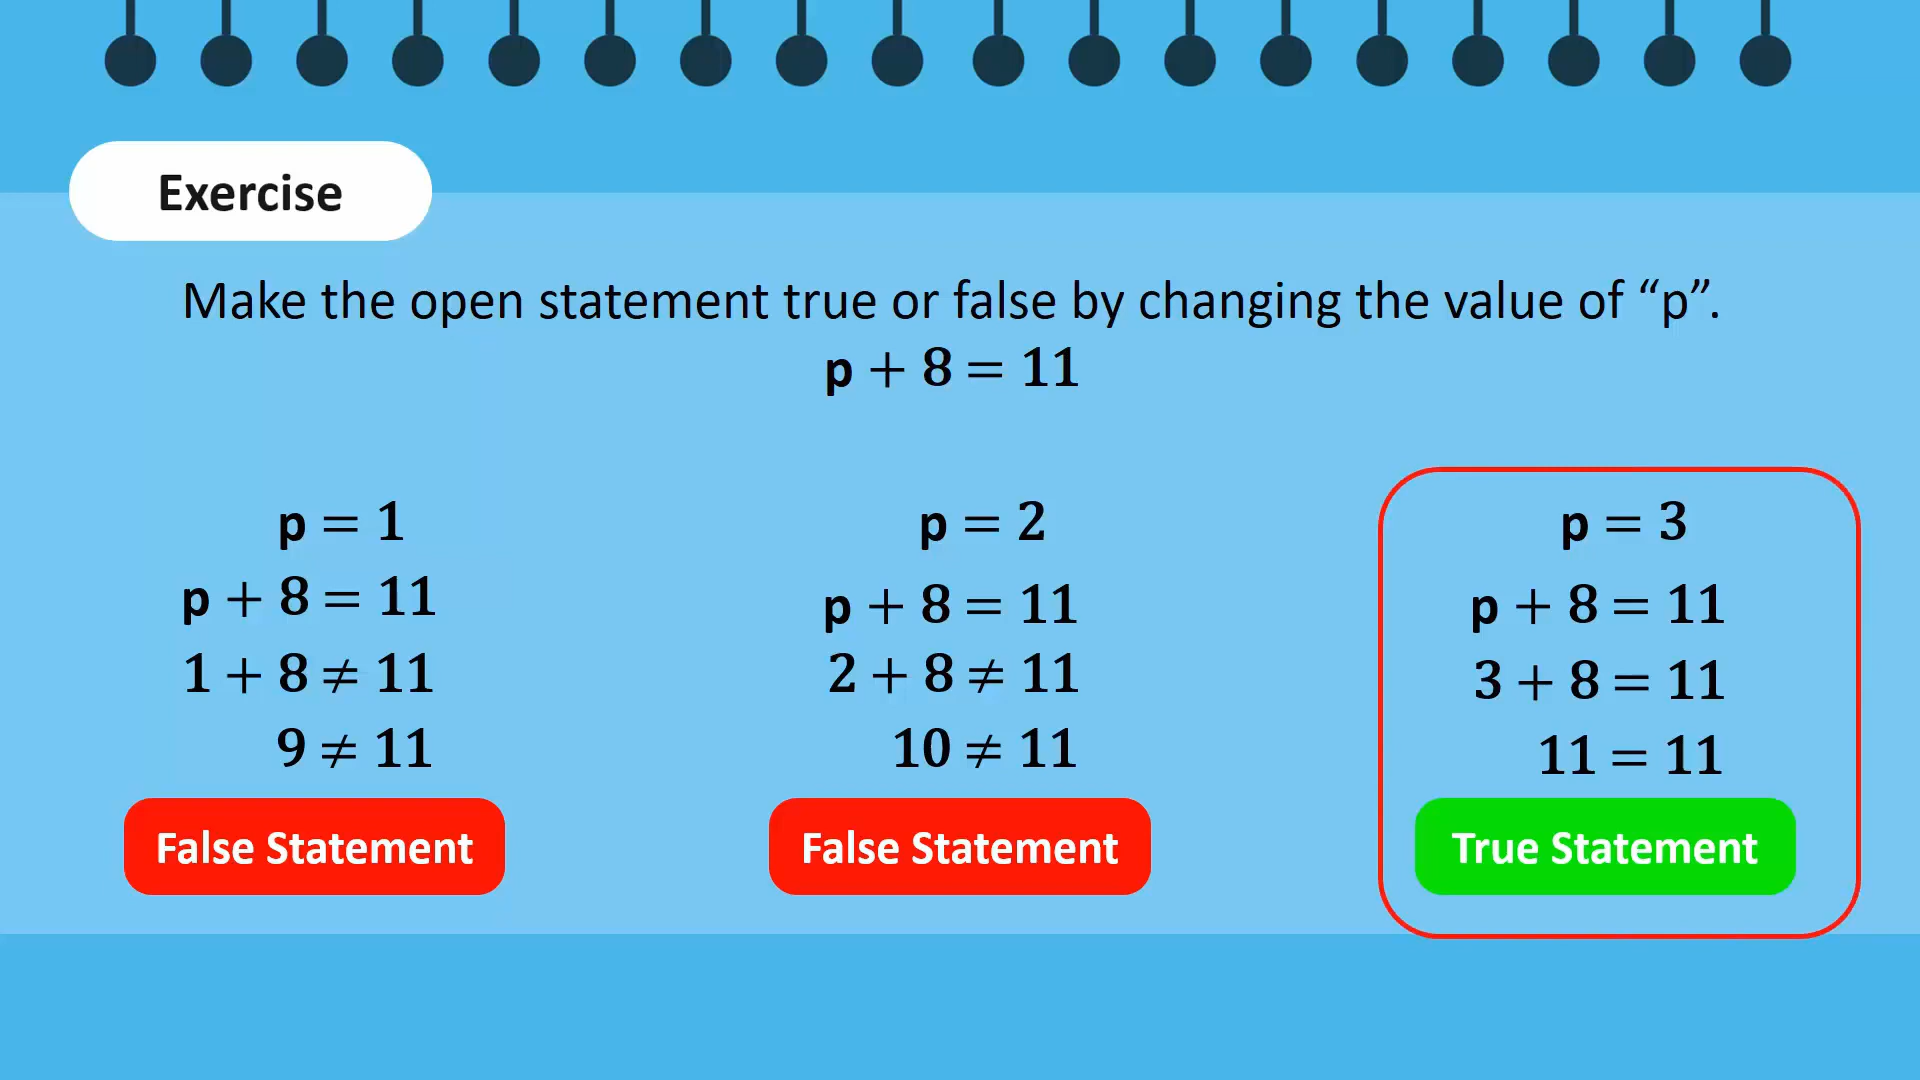 Exercise
Make the open statement true or false by changing the value of “p”.
p + 8 = 11
p = 1
p + 8 = 11
1 + 8 ≠ 11
9 ≠ 11
False Statement
p = 2
p + 8 = 11
2 + 8 ≠ 11
10 ≠ 11
False Statement
p = 3
p + 8 = 11
3 + 8 = 11
11 = 11
True Statement